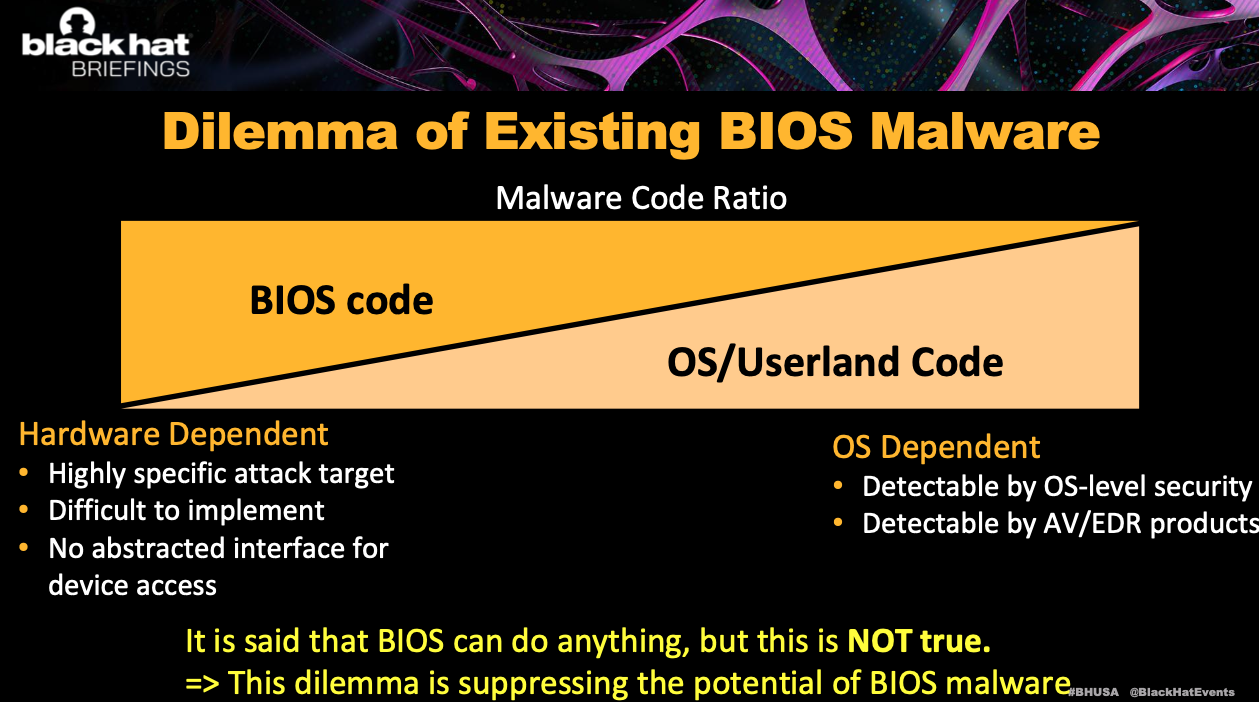 black hat
BRIEFINGS
Dilemma of Existing BIOS Malware
Malware Code Ratio
BIOS code
OS/Userland Code
Hardware Dependent
• Highly specific attack target
• Difficult to implement
• No abstracted interface for
device access
OS Dependent
• Detectable by OS-level security
• Detectable by AV/EDR products
It is said that BIOS can do anything, but this is NOT true.
=> This dilemma is suppressing the potential of BIOS malware
#BHUSA @BlackHatEvents